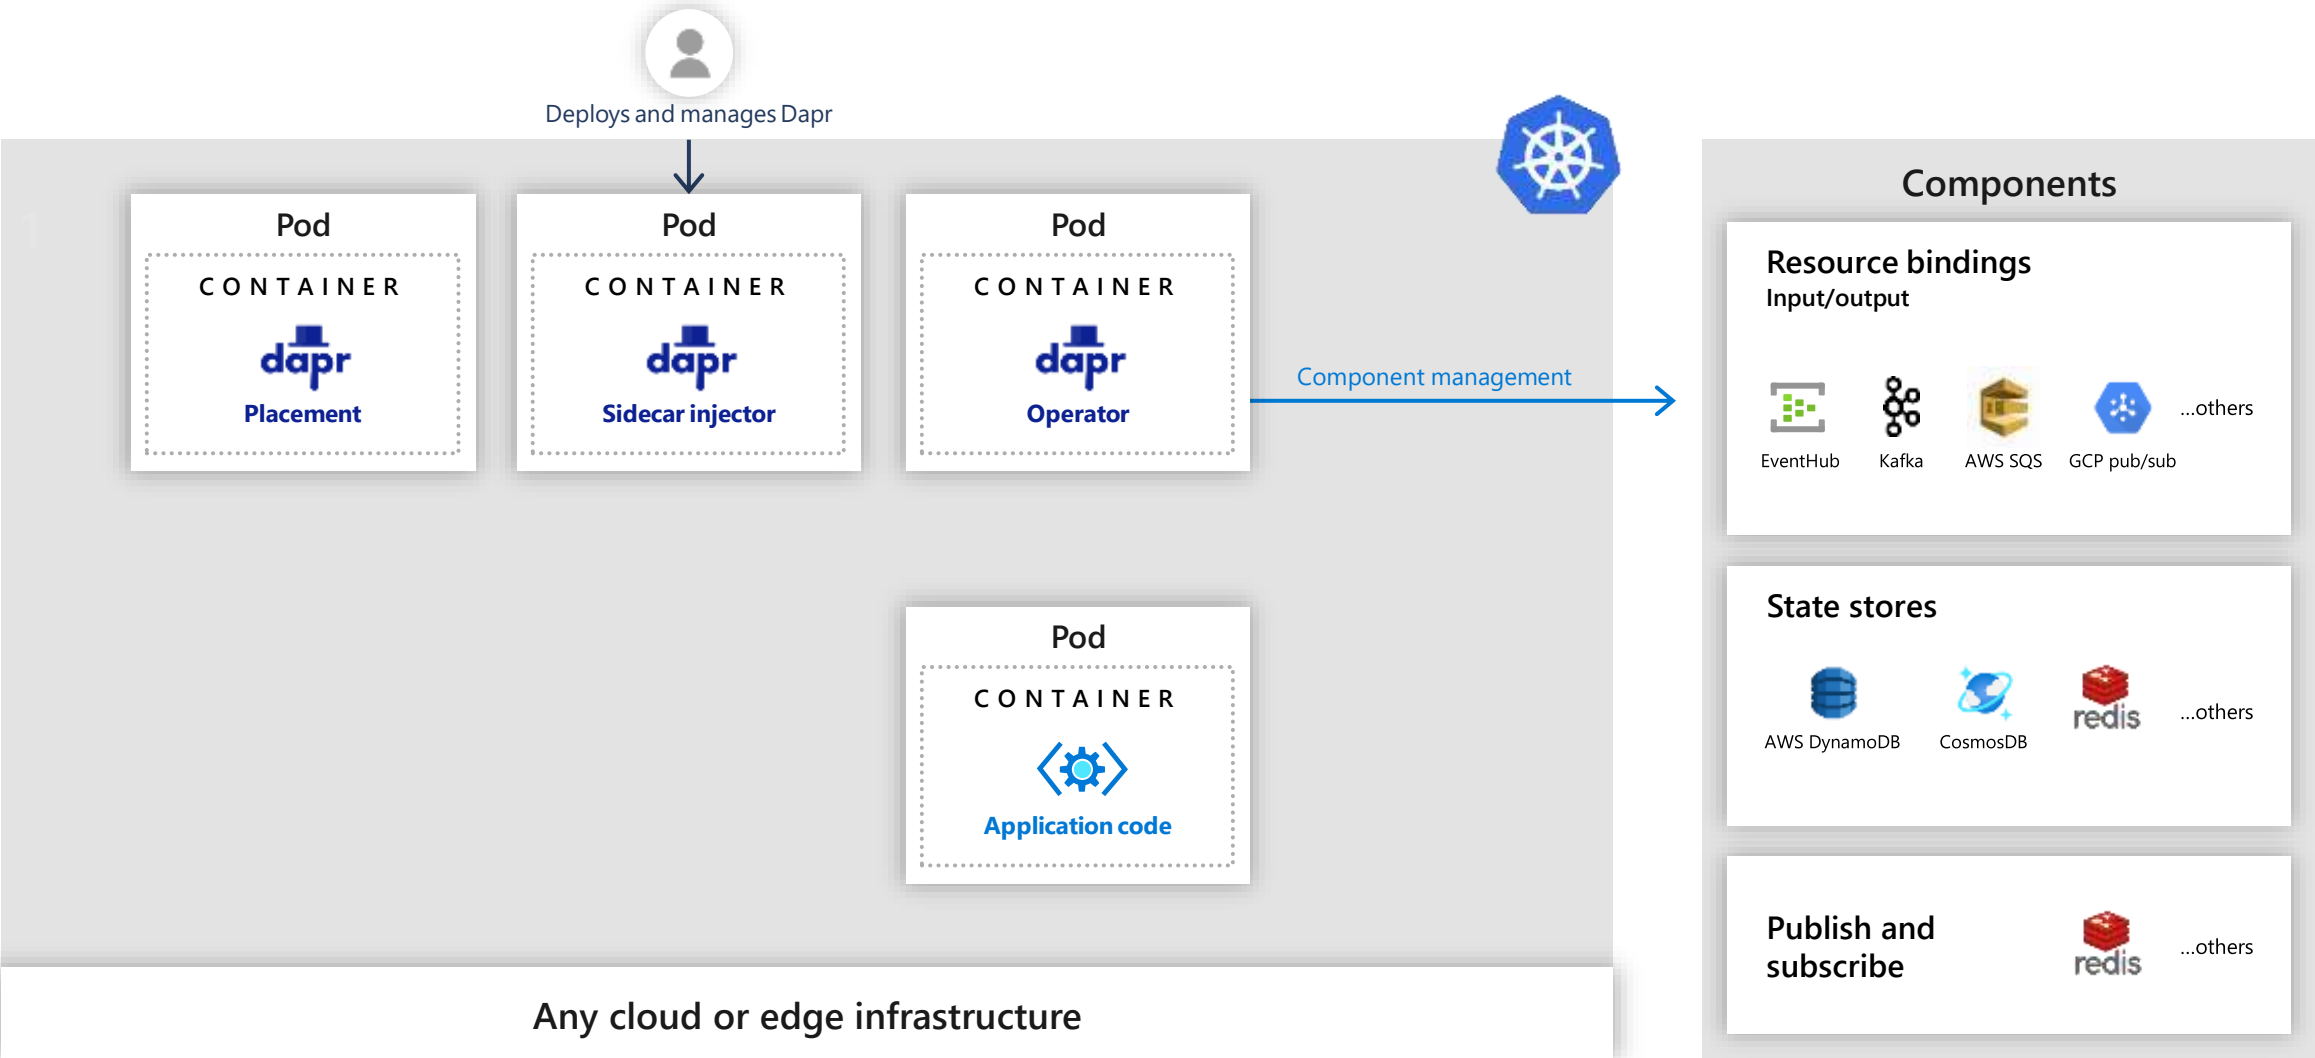 Deploys and manages Dapr
Pod
CONTAINER
dapr
Placement
Pod
CONTAINER
dapr
Sidecar injector
Pod
CONTAINER
dapr
Operator
Component management
Pod
CONTAINER
Application code
Any cloud or edge infrastructure
Components
Resource bindings
Input/output
EventHub
Kafka
AWS SQS
GCP pub/sub
...others
State stores
AWS DynamoDB
CosmosDB
redis
...others
Publish and
subscribe
redis
...others
1